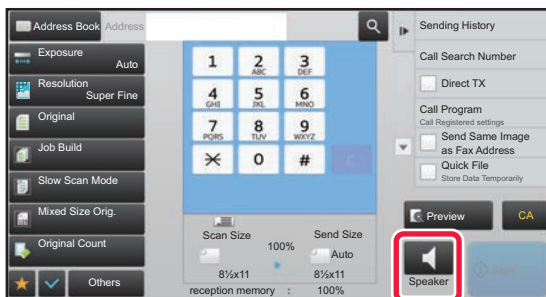 Address Book Address
Exposure
Auto
Resolution
Super Fine
Original
Job Build
Slow Scan Mode
Mixed Size Orig.
Original Count
Others
1
2 ABC
3 DEF
4 GHI
5 JKL
6 MNO
7 PQRS
8 TUV
9 WXYZ
0
#
C
Scan Size
100%
Send Size
Auto
8½x11
8½x11
reception memory : 100%
Sending History
Call Search Number
Direct TX
Call Program
Call Registered settings
Send Same Image
as Fax Address
Quick File
Store Data Temporarily
Preview
CA
Speaker
Start